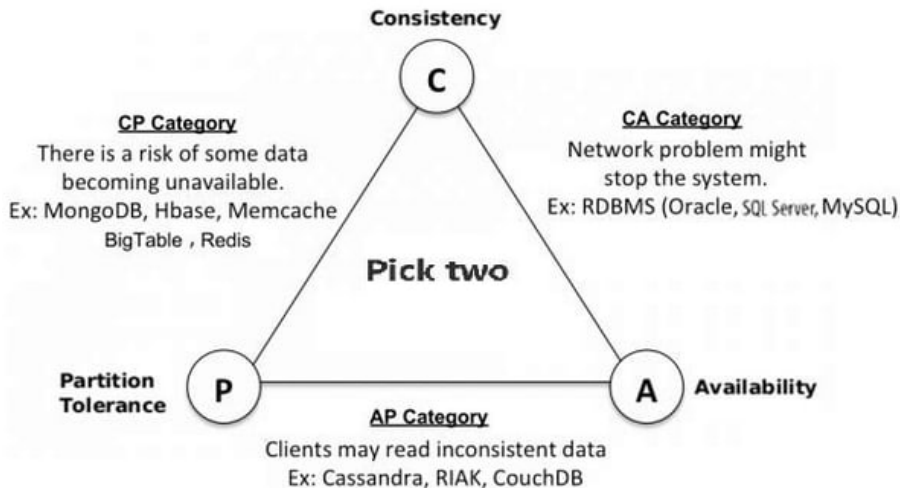 Consistency
C
CP Category
There is a risk of some data
becoming unavailable.
Ex: MongoDB, Hbase, Memcache
BigTable , Redis
CA Category
Network problem might
stop the system.
Ex: RDBMS (Oracle, SQL Server, MySQL)
Pick two
Partition
Tolerance
P
A
Availability
AP Category
Clients may read inconsistent data
Ex: Cassandra, RIAK, CouchDB